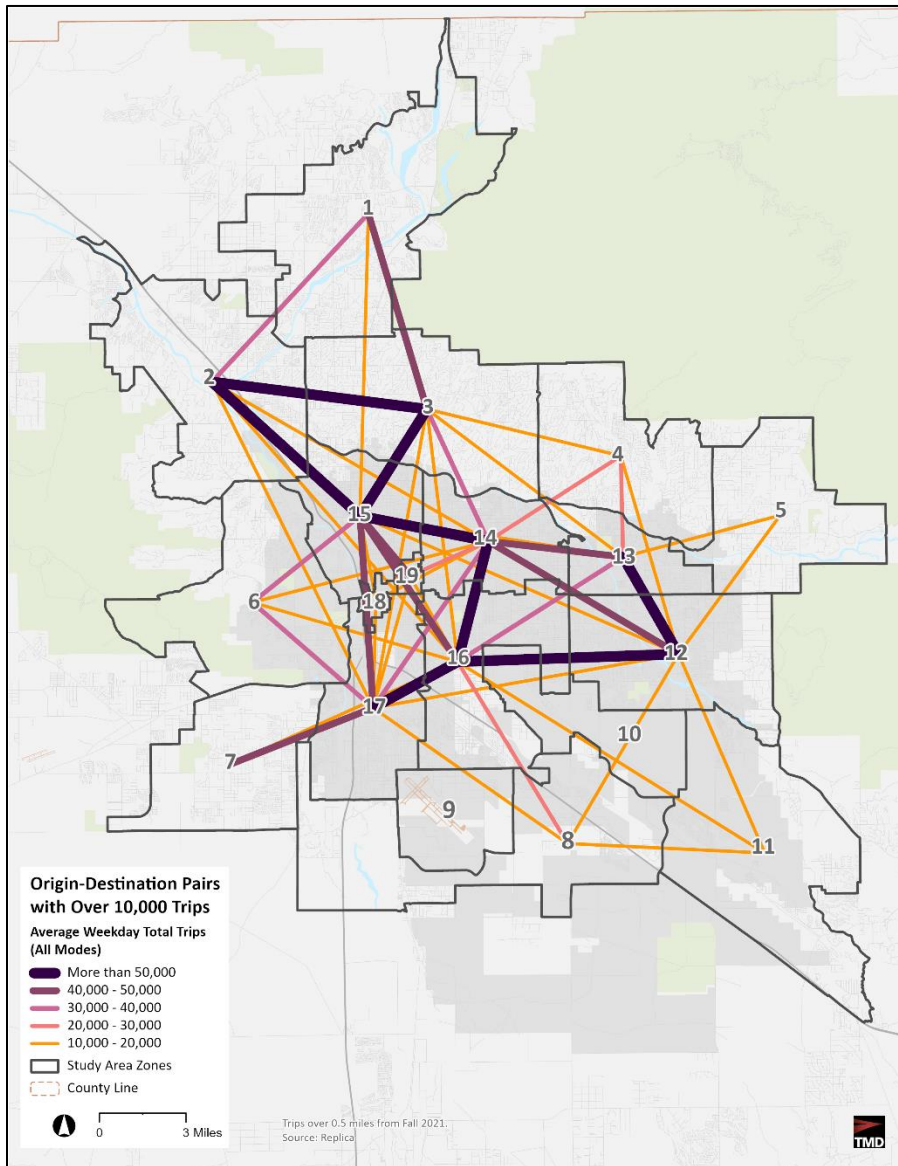 1
2
3
4
5
15
14
13
19
6
18
16
12
17
10
7
9
8
11
Origin-Destination Pairs
with Over 10,000 Trips
Average Weekday Total Trips
(All Modes)
More than 50,000
40,000 - 50,000
30,000 - 40,000
20,000 - 30,000
10,000 - 20,000
Study Area Zones
County Line
0 3 Miles
Trips over 0.5 miles from Fall 2021.
Source: Replica
TMD